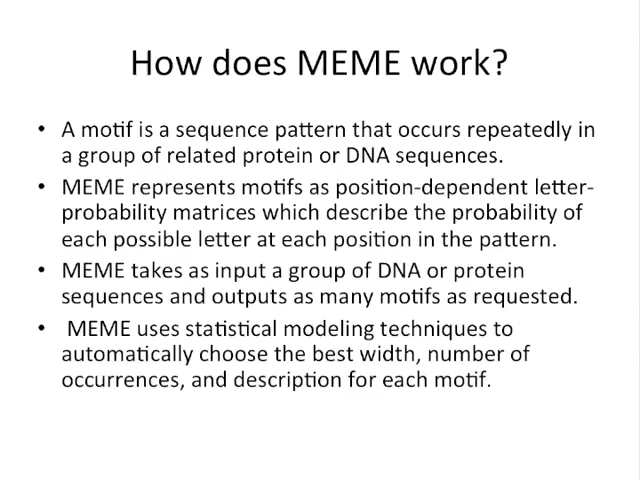 How does MEME work?
• A motif is a sequence pattern that occurs repeatedly in
a group of related protein or DNA sequences.
• MEME represents motifs as position-dependent letter-
probability matrices which describe the probability of
each possible letter at each position in the pattern.
• MEME takes as input a group of DNA or protein
sequences and outputs as many motifs as requested.
• MEME uses statistical modeling techniques to
automatically choose the best width, number of
occurrences, and description for each motif.